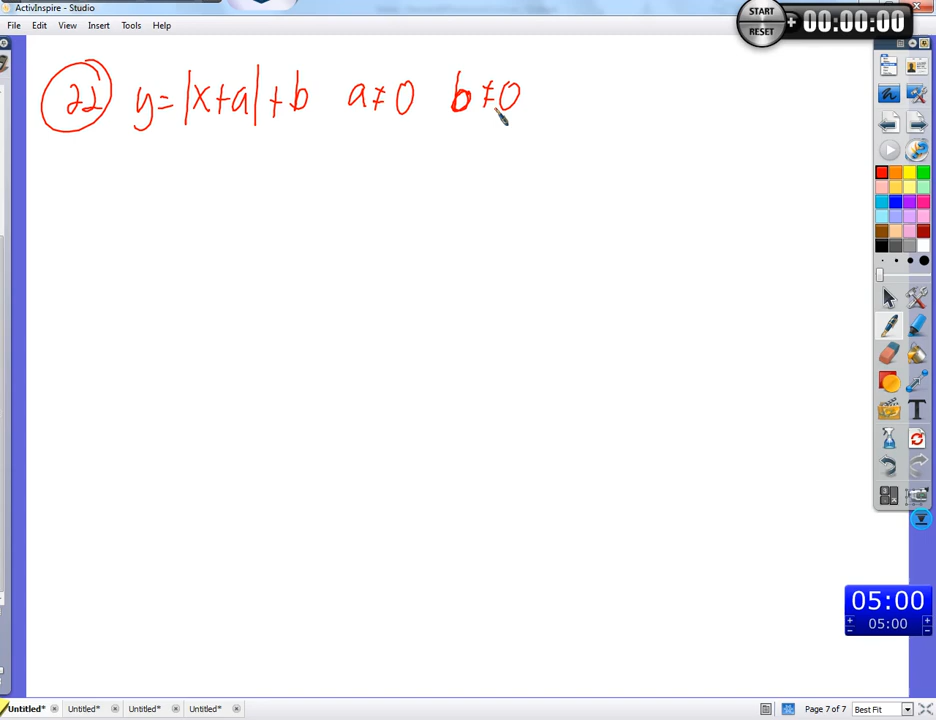 ActivInspire - Studio
START
RESET
+ 00:00:00
File Edit View Insert Tools Help
22 y = |x+a| + b a ≠ 0 b ≠ 0
T
05:00
+ 05:00 +
Untitled* Untitled* Untitled* Untitled* Page 7 of 7 Best Fit